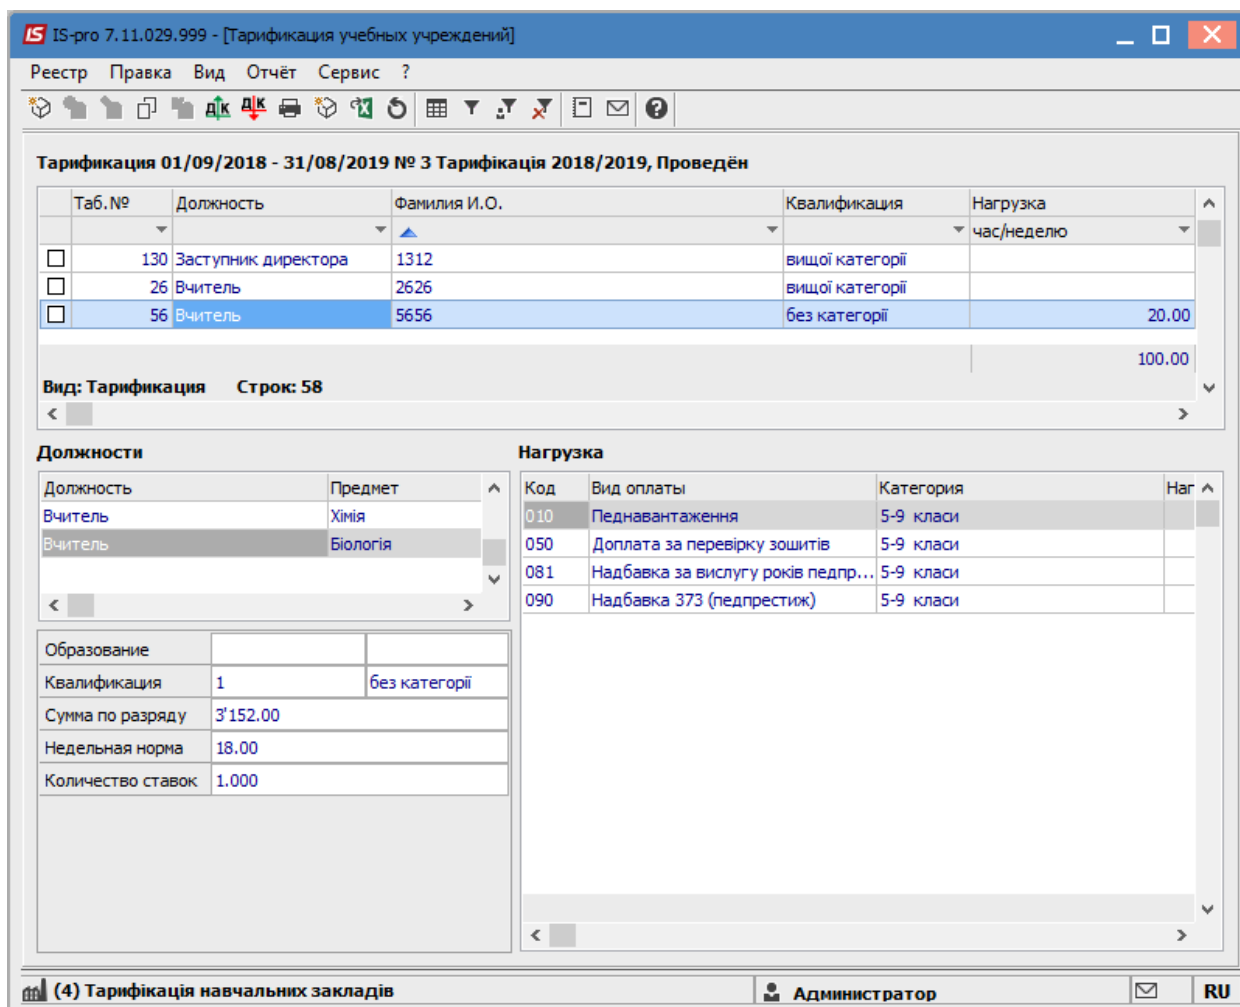 IS-pro 7.11.029.999 - [Тарификация учебных учреждений]
Реестр Правка Вид Отчёт Сервис ?
Тарификация 01/09/2018 - 31/08/2019 № 3 Тарифікація 2018/2019, Проведён
Таб.№ Должность Фамилия И.О. Квалификация Нагрузка
час/неделю
130 Заступник директора 1312 вищої категорії
26 Вчитель 2626 вищої категорії
56 Вчитель 5656 без категорії 20.00
100.00
Вид: Тарификация Строк: 58
Должности
Должность Предмет
Вчитель Хімія
Вчитель Біологія
Образование
Квалификация 1 без категорії
Сумма по разряду 3'152.00
Недельная норма 18.00
Количество ставок 1.000
Нагрузка
Код Вид оплаты Категория Наг
010 Педнавантаження 5-9 класи
050 Доплата за перевірку зошитів 5-9 класи
081 Надбавка за вислугу років педпр... 5-9 класи
090 Надбавка 373 (педпрестиж) 5-9 класи
(4) Тарифікація навчальних закладів Администратор RU